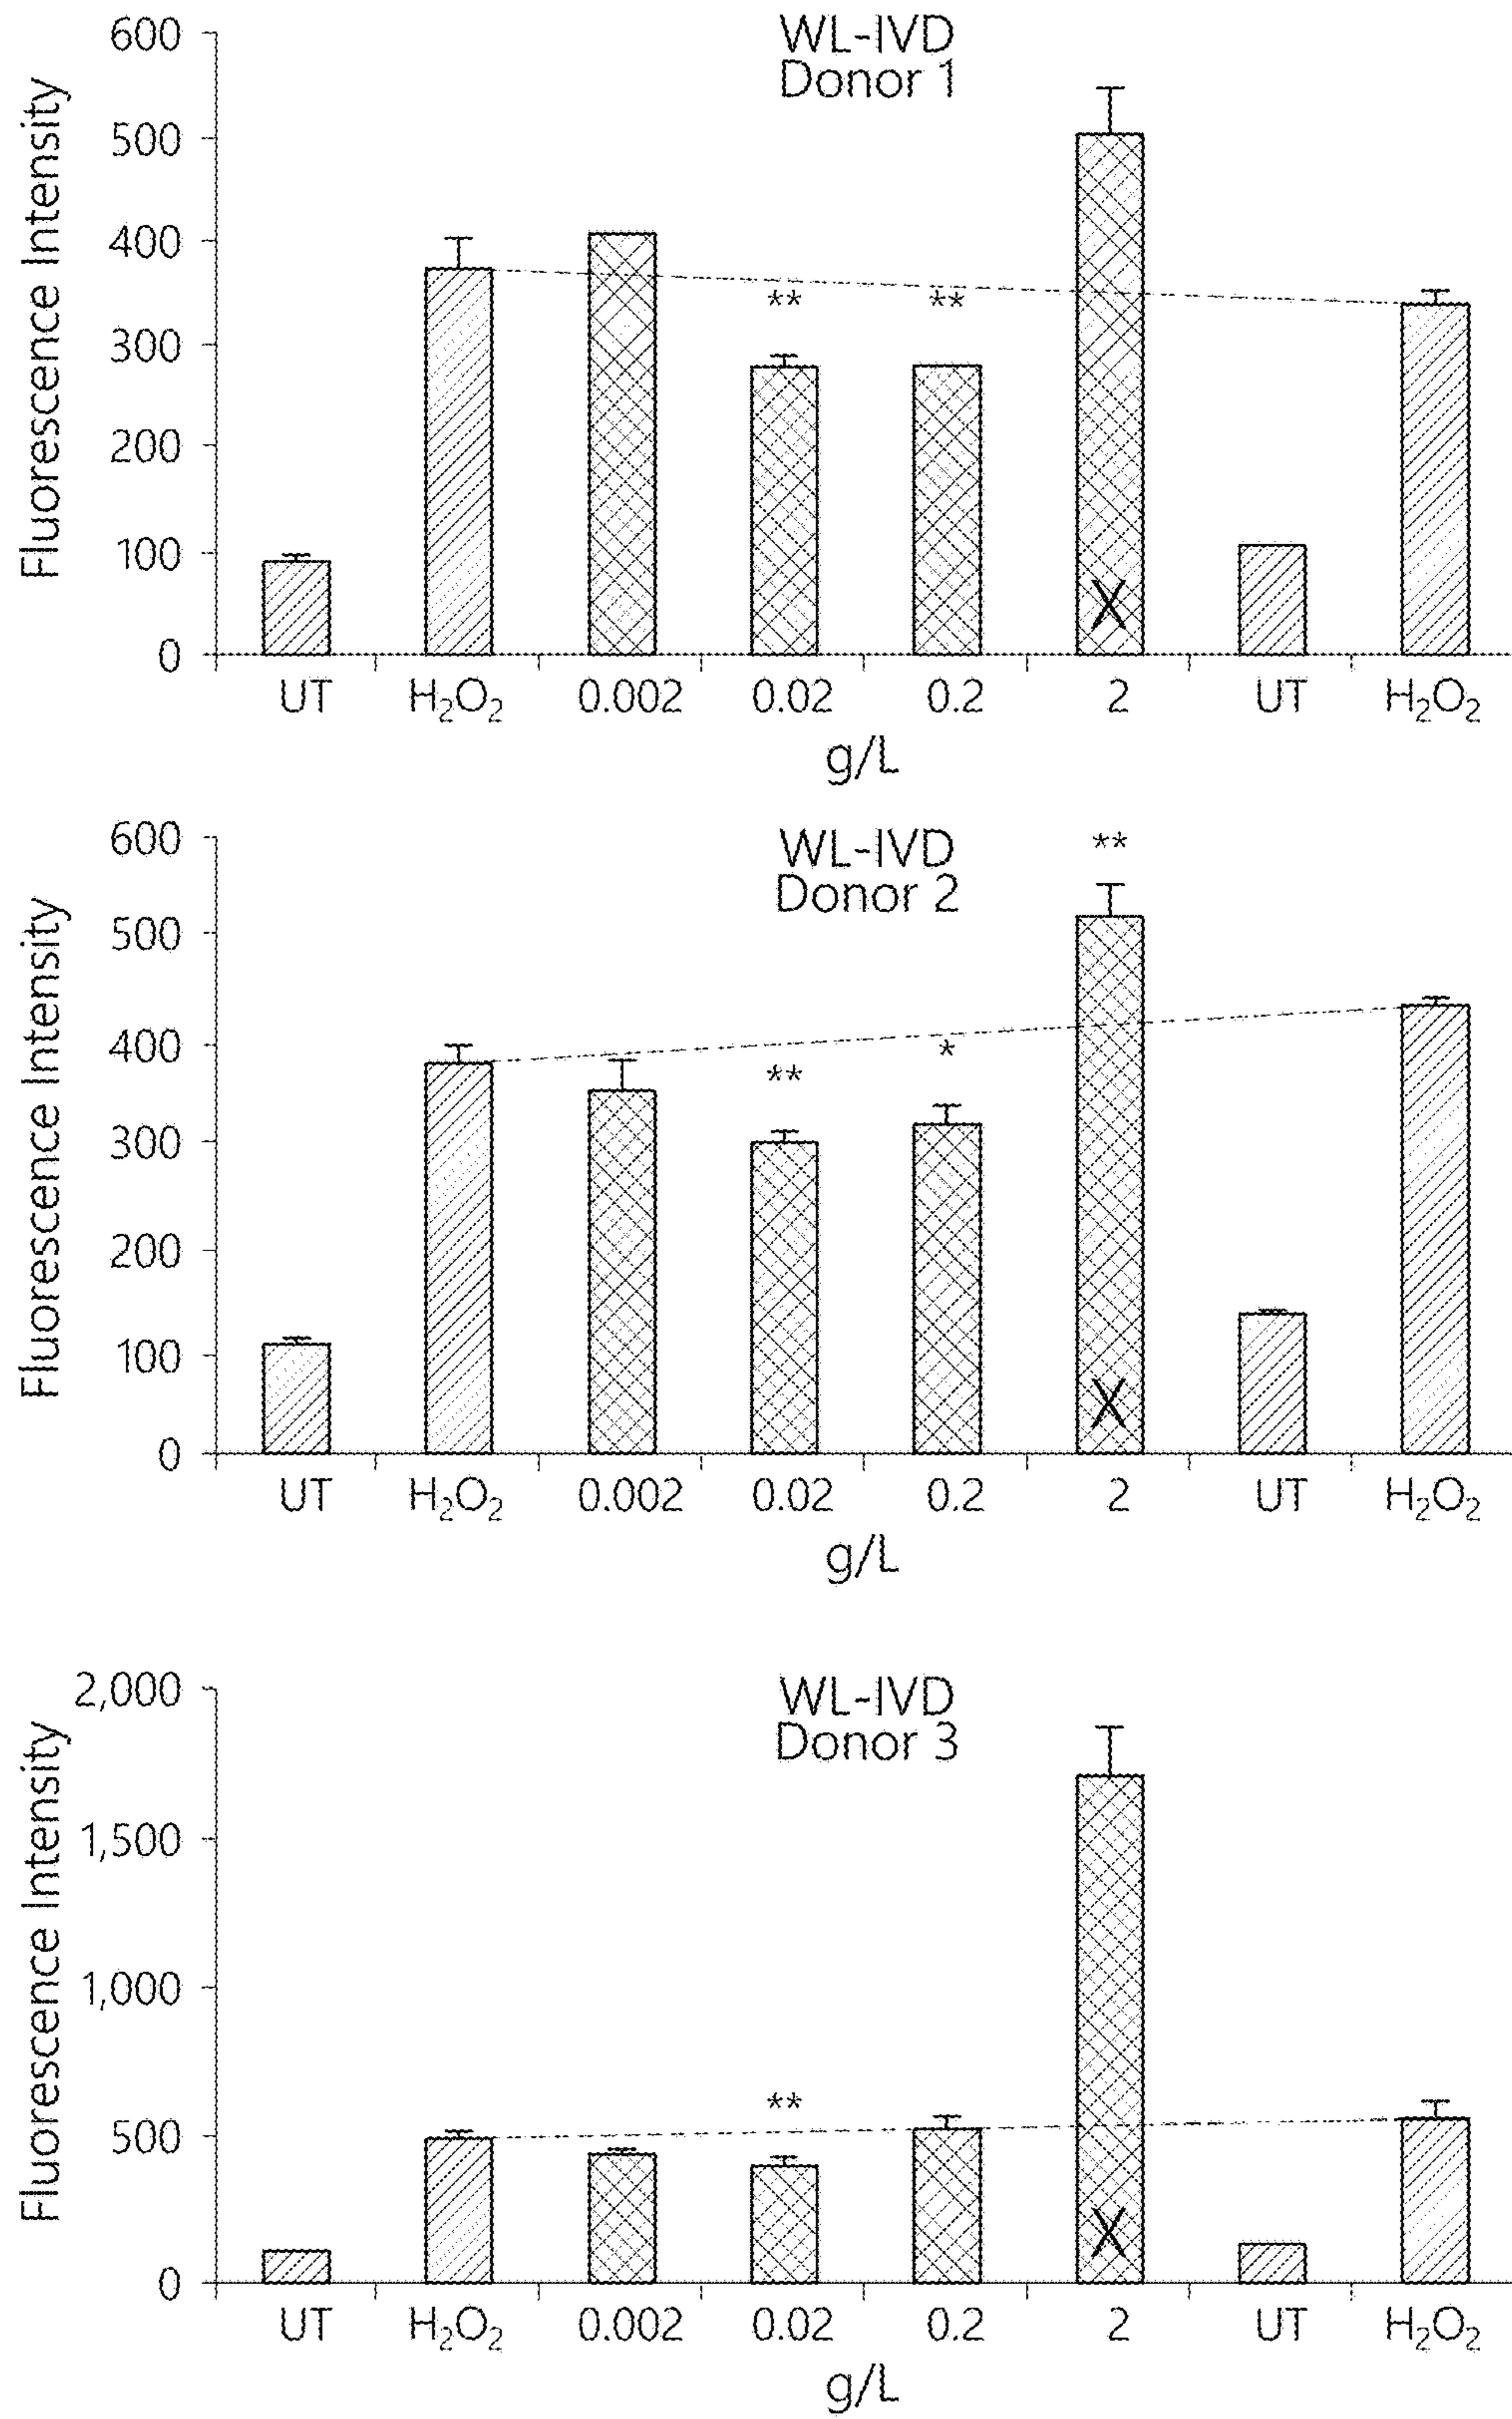 WL-IVD
Donor 1
Fluorescence Intensity
600
500
400
300
200
100
0
** **
X
UT H₂O₂ 0.002 0.02 0.2 2 UT H₂O₂
g/L
WL-IVD
Donor 2
Fluorescence Intensity
600
500
400
300
200
100
0
**
** *
X
UT H₂O₂ 0.002 0.02 0.2 2 UT H₂O₂
g/L
WL-IVD
Donor 3
Fluorescence Intensity
2,000
1,500
1,000
500
0
**
X
UT H₂O₂ 0.002 0.02 0.2 2 UT H₂O₂
g/L